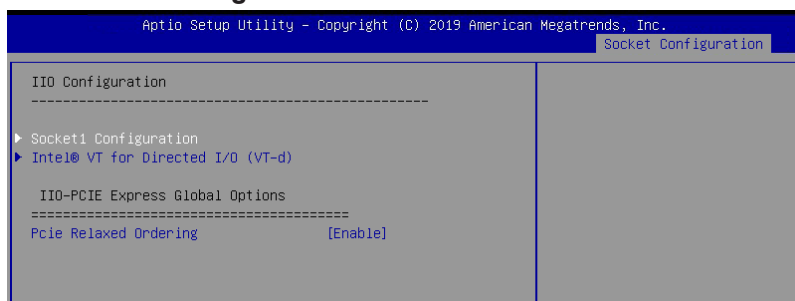 Aptio Setup Utility – Copyright (C) 2019 American Megatrends, Inc.
Socket Configuration
IIO Configuration
--------------------------------------------------
Socket1 Configuration
Intel® VT for Directed I/O (VT-d)
IIO-PCIE Express Global Options
========================================
Pcie Relaxed Ordering [Enable]